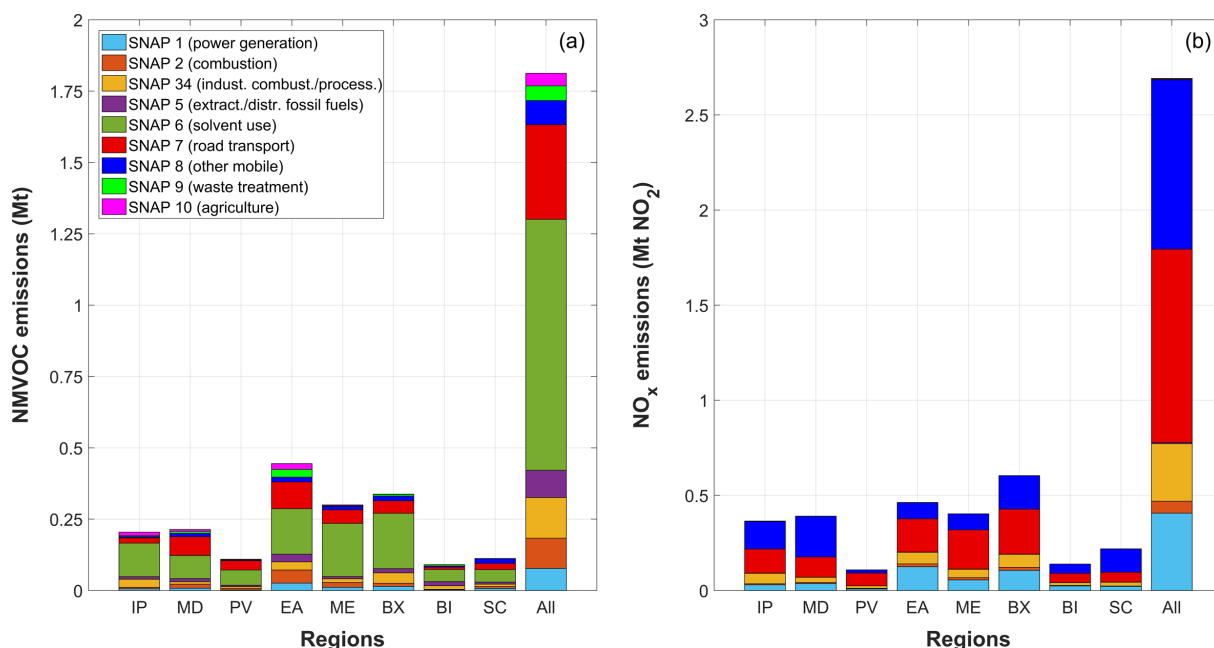 2
1.75
1.5
1.25
1
0.75
0.5
0.25
0
NMVOC emissions (Mt)
(a)
SNAP 1 (power generation)
SNAP 2 (combustion)
SNAP 34 (indust. combust./process.)
SNAP 5 (extract./distr. fossil fuels)
SNAP 6 (solvent use)
SNAP 7 (road transport)
SNAP 8 (other mobile)
SNAP 9 (waste treatment)
SNAP 10 (agriculture)
IP MD PV EA ME BX BI SC All
Regions
3
2.5
2
1.5
1
0.5
0
NOx emissions (Mt NO2)
(b)
IP MD PV EA ME BX BI SC All
Regions